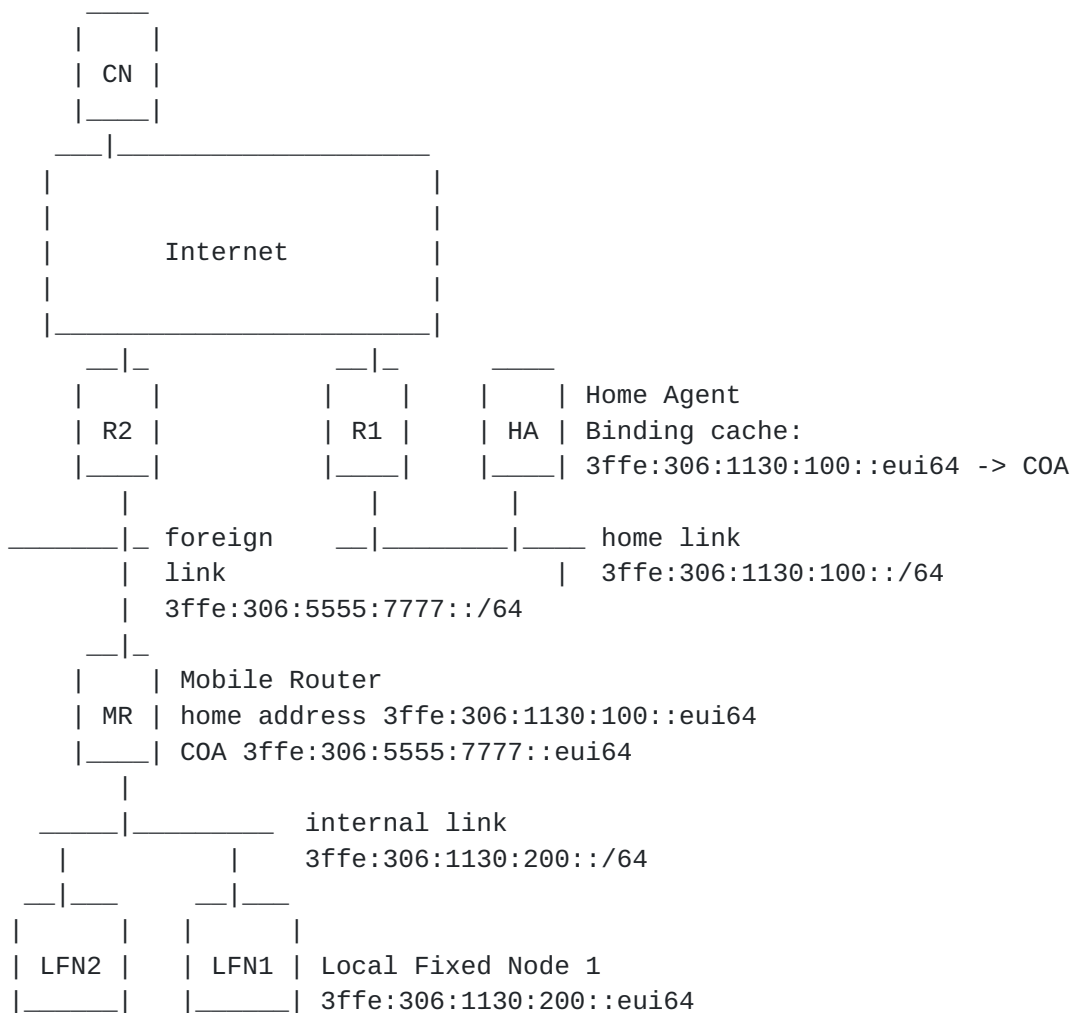 CN
Internet
Home Agent
R2 R1 HA Binding cache:
3ffe:306:1130:100::eui64 -> COA
foreign home link
link 3ffe:306:1130:100::/64
3ffe:306:5555:7777::/64
Mobile Router
MR home address 3ffe:306:1130:100::eui64
COA 3ffe:306:5555:7777::eui64
internal link
3ffe:306:1130:200::/64
LFN2 LFN1 Local Fixed Node 1
3ffe:306:1130:200::eui64